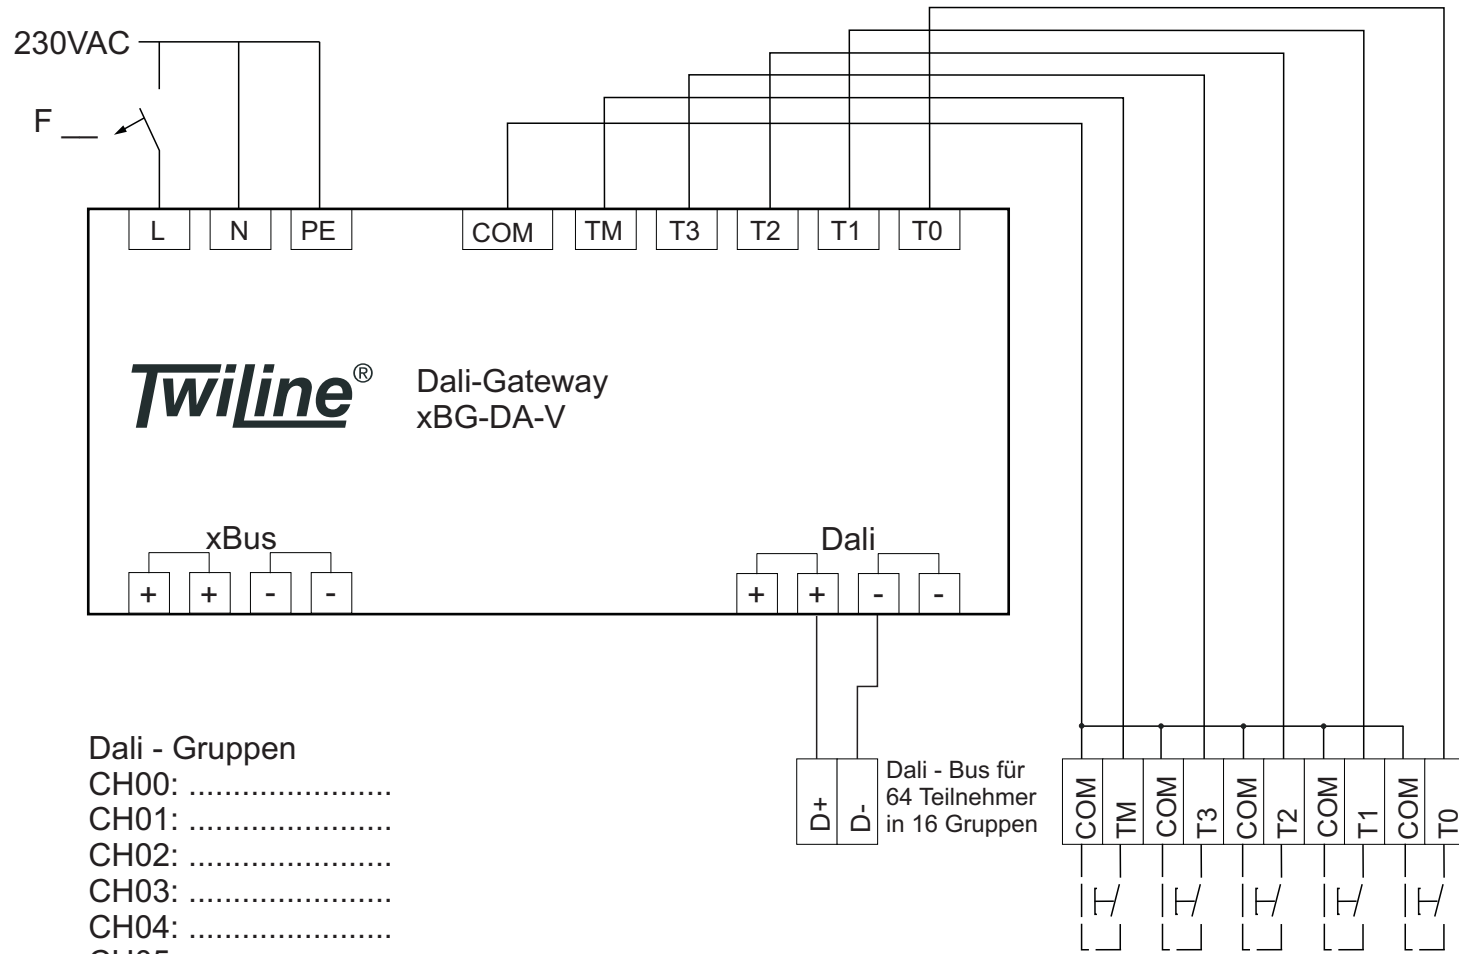 230VAC
F __
L N PE COM TM T3 T2 T1 T0
Twiline®
Dali-Gateway
xBG-DA-V
xBus
+ + - -
Dali
+ + - -
D+ D-
Dali - Bus für
64 Teilnehmer
in 16 Gruppen
COM TM COM T3 COM T2 COM T1 COM T0
Dali - Gruppen
CH00: .......................
CH01: .......................
CH02: .......................
CH03: .......................
CH04: .......................